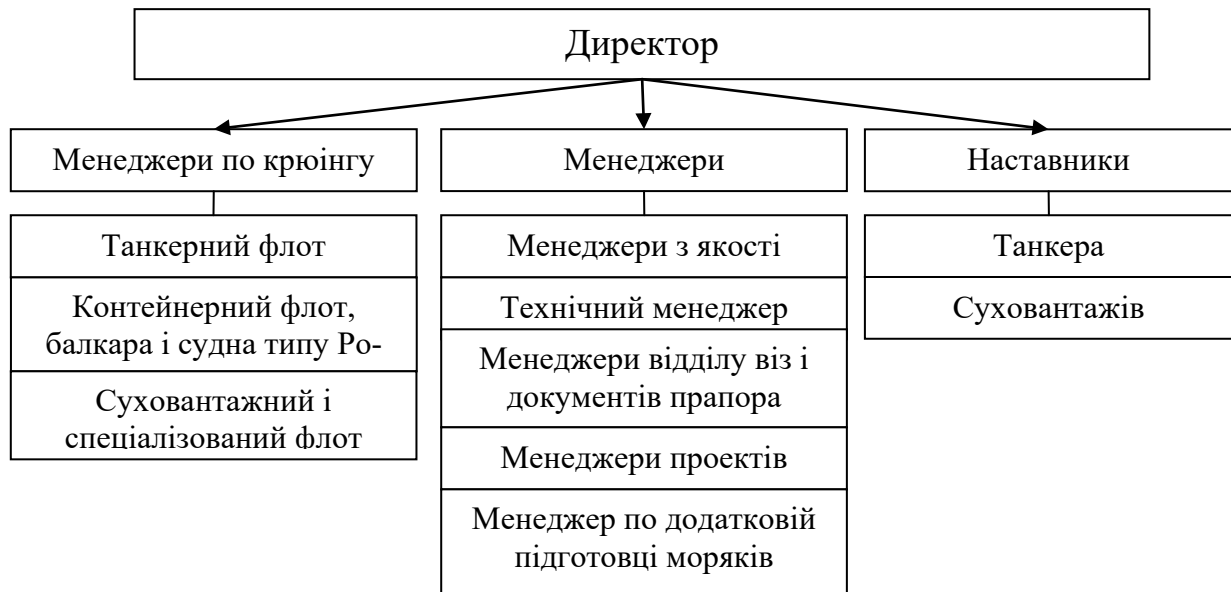 Директор
Менеджери по крюінгу
Менеджери
Наставники
Танкерний флот
Контейнерний флот,
балкара і судна типу Ро-
Суховантажний і
спеціалізований флот
Менеджери з якості
Технічний менеджер
Менеджери відділу віз і
документів прапора
Менеджери проектів
Менеджер по додатковій
підготовці моряків
Танкера
Суховантажів